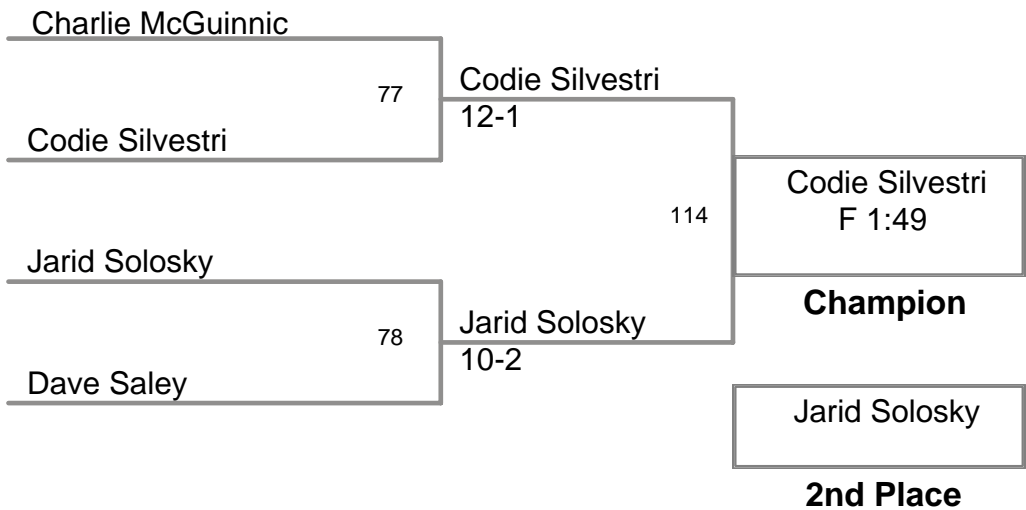 Charlie McGuinnic
77
Codie Silvestri
Codie Silvestri
12-1
Jarid Solosky
78
Dave Saley
Jarid Solosky
10-2
114
Codie Silvestri
F 1:49
Champion
Jarid Solosky
2nd Place